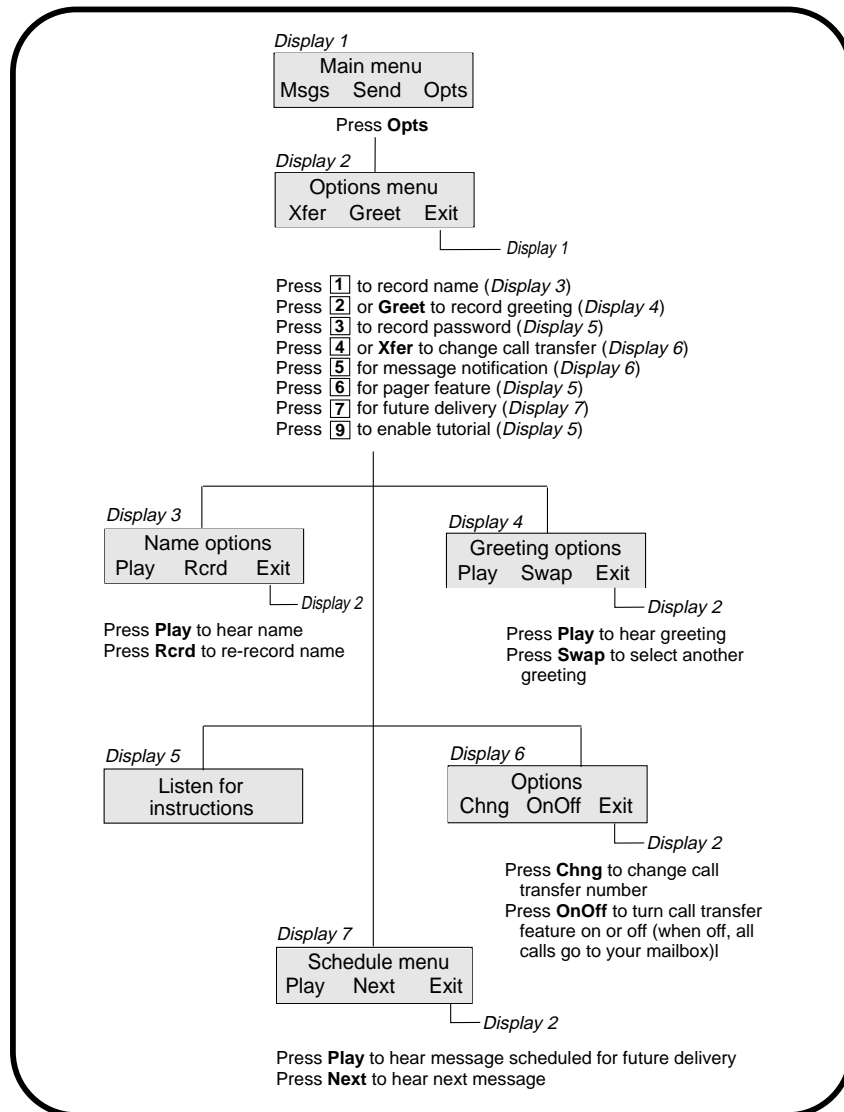 Display 1
Main menu
Msgs Send Opts
Press Opts
Display 2
Options menu
Xfer Greet Exit
Display 1
Press 1 to record name (Display 3)
Press 2 or Greet to record greeting (Display 4)
Press 3 to record password (Display 5)
Press 4 or Xfer to change call transfer (Display 6)
Press 5 for message notification (Display 6)
Press 6 for pager feature (Display 5)
Press 7 for future delivery (Display 7)
Press 9 to enable tutorial (Display 5)
Display 3
Name options
Play Rcrd Exit
Display 2
Press Play to hear name
Press Rcrd to re-record name
Display 4
Greeting options
Play Swap Exit
Display 2
Press Play to hear greeting
Press Swap to select another
greeting
Display 5
Listen for
instructions
Display 6
Options
Chng OnOff Exit
Display 2
Press Chng to change call
transfer number
Press OnOff to turn call transfer
feature on or off (when off, all
calls go to your mailbox)l
Display 7
Schedule menu
Play Next Exit
Display 2
Press Play to hear message scheduled for future delivery
Press Next to hear next message